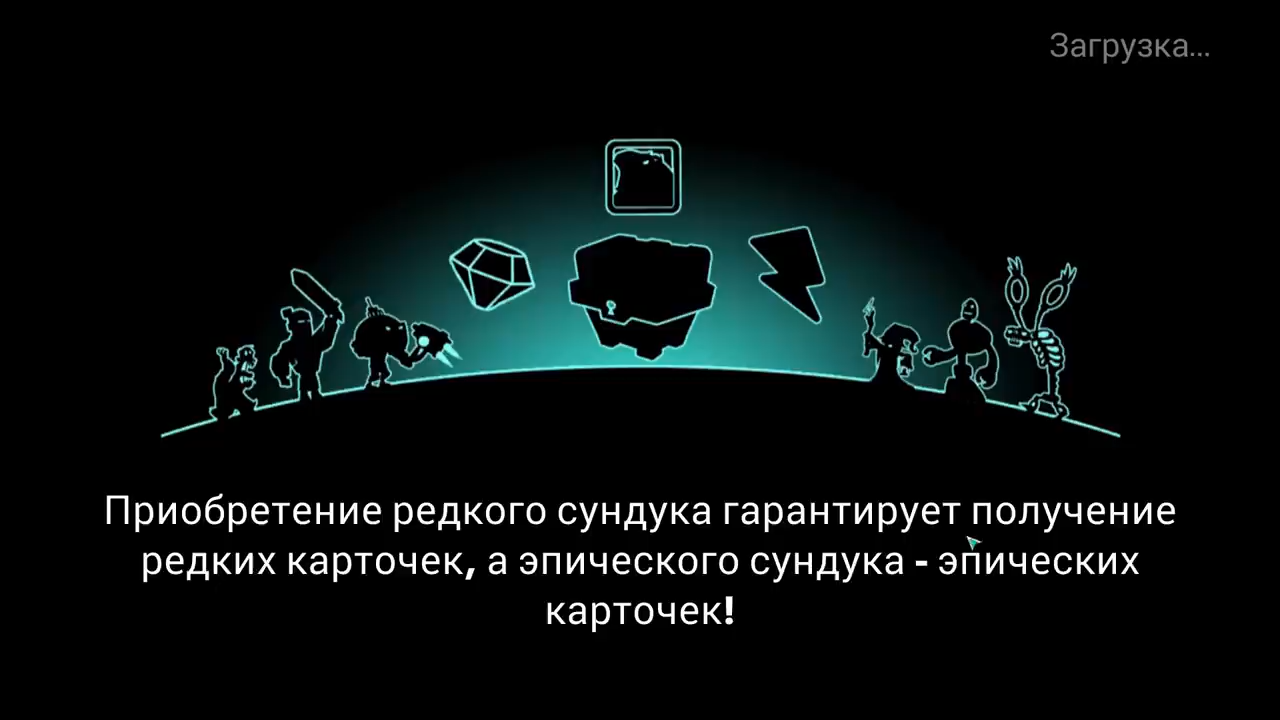 Загрузка...
Приобретение редкого сундука гарантирует получение
редких карточек, а эпического сундука - эпических
карточек!